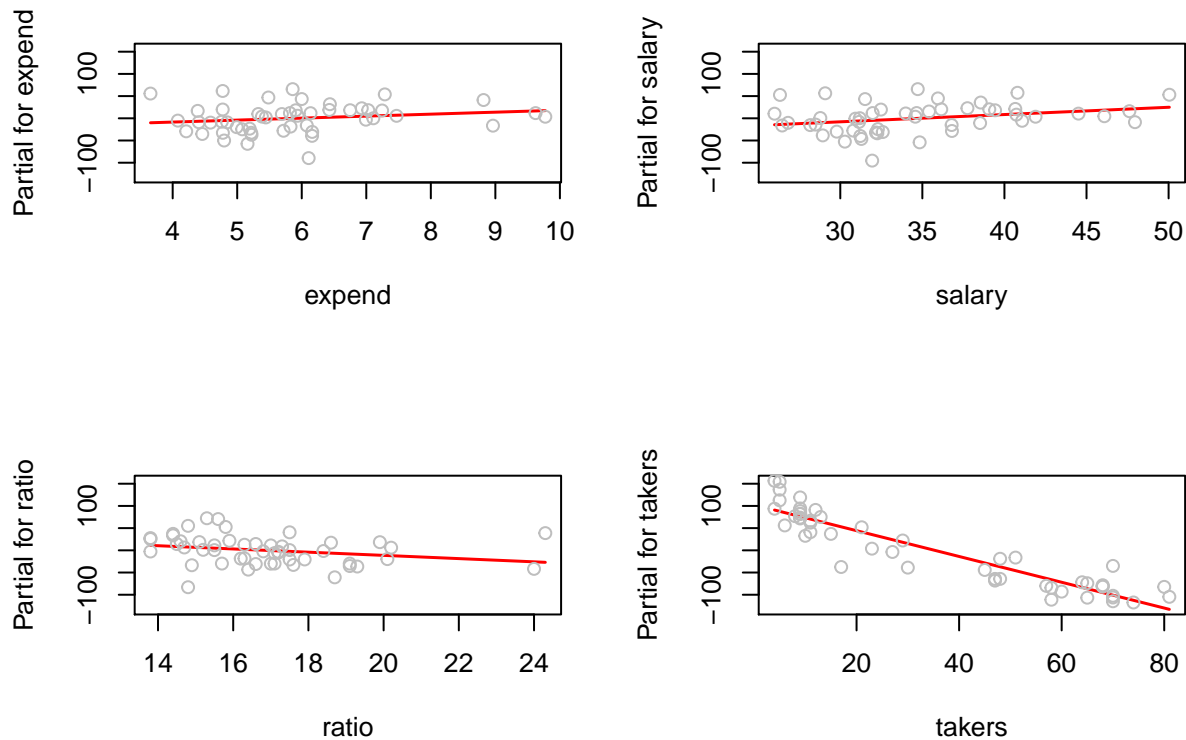 Partial for expend
100
−100
4 5 6 7 8 9 10
expend
Partial for salary
100
−100
30 35 40 45 50
salary
Partial for ratio
100
−100
14 16 18 20 22 24
ratio
Partial for takers
100
−100
20 40 60 80
takers